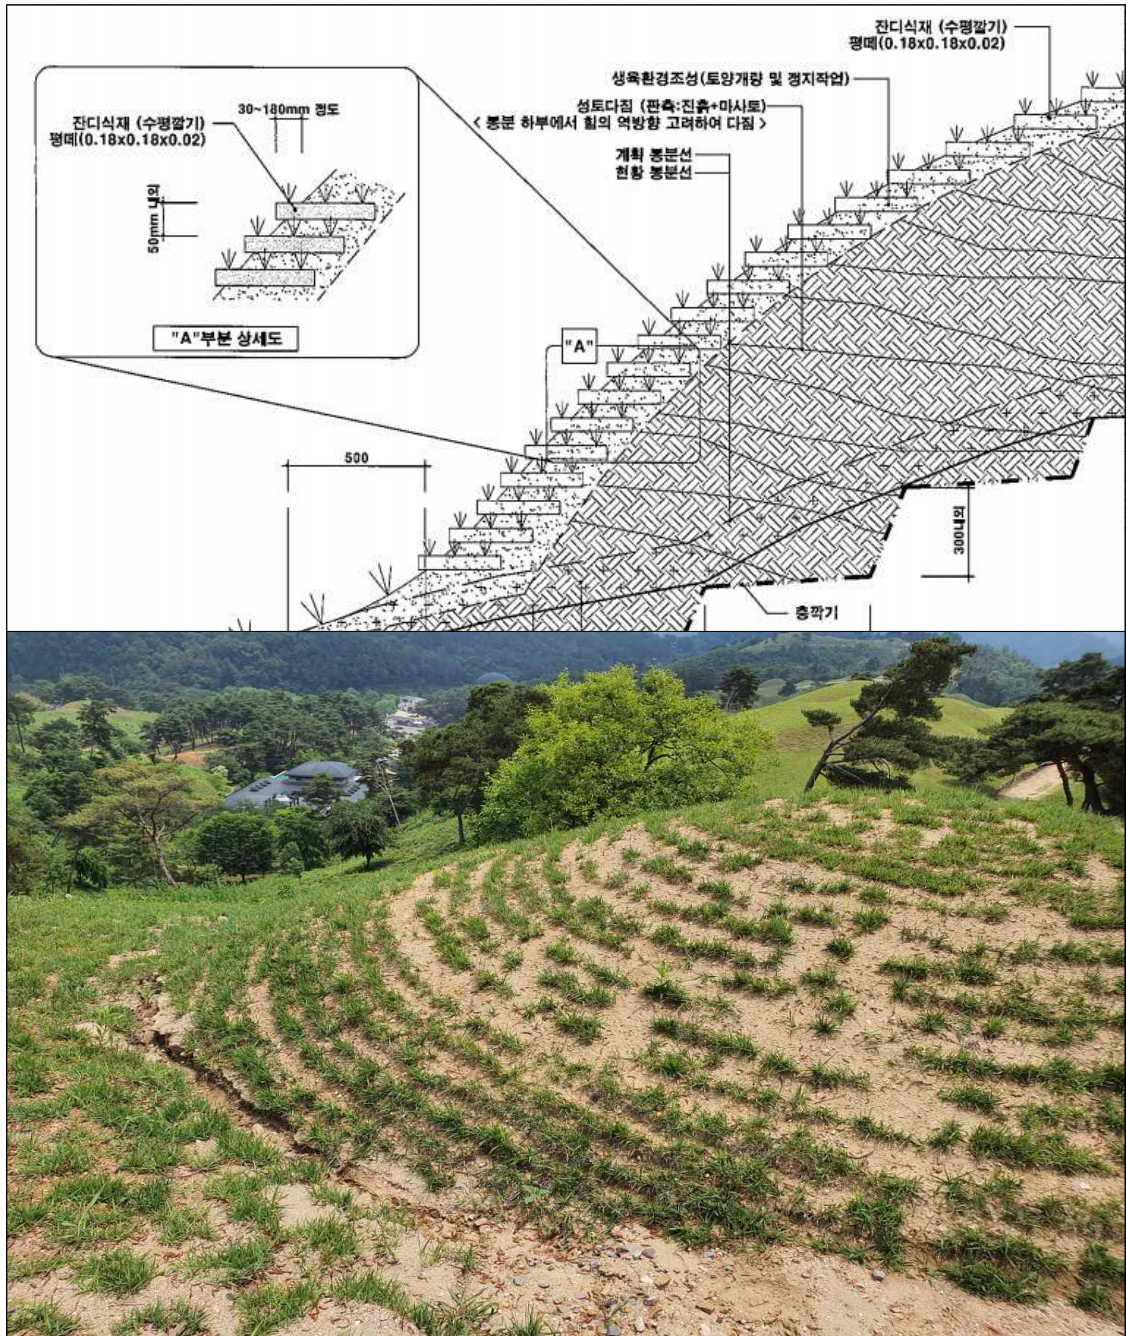 잔디식재 (수평깔기)
평떼(0.18x0.18x0.02)
생육환경조성(토양개량 및 정지작업)
성토다짐 (판축:진흙+마사토)
< 봉분 하부에서 힘의 역방향 고려하여 다짐 >
계획 봉분선
현황 봉분선
30~180mm 정도
잔디식재 (수평깔기)
평떼(0.18x0.18x0.02)
50mm 내외
"A"부분 상세도
"A"
500
300내외
층깍기